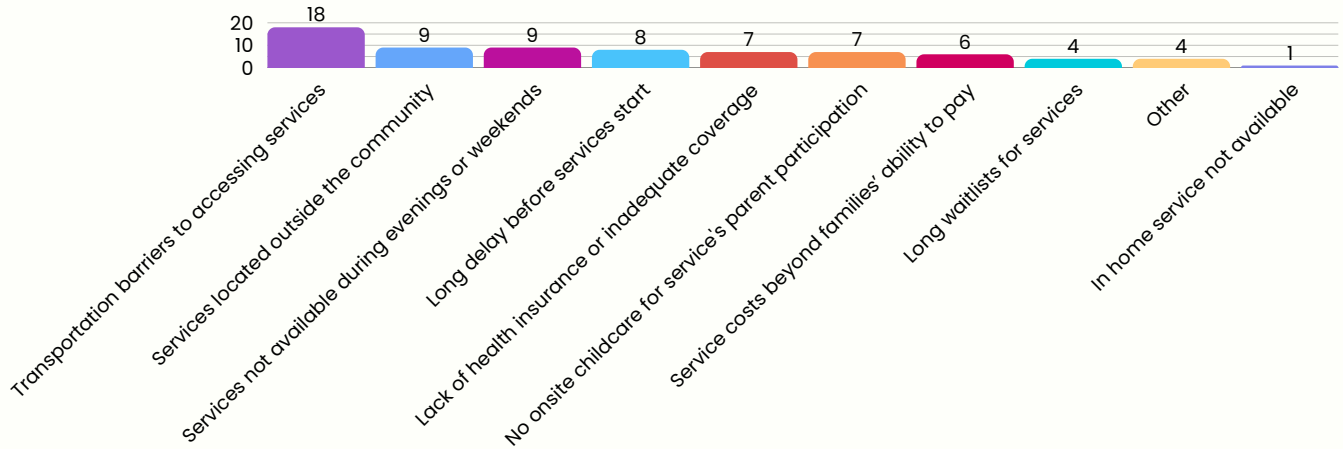 18
20
9
9
8
7
7
6
4
4
1
10
0
Transportation barriers to accessing services
Services located outside the community
Services not available during evenings or weekends
Long delay before services start
Lack of health insurance or inadequate coverage
No onsite childcare for service's parent participation
Service costs beyond families’ ability to pay
Long waitlists for services
Other
In home service not available